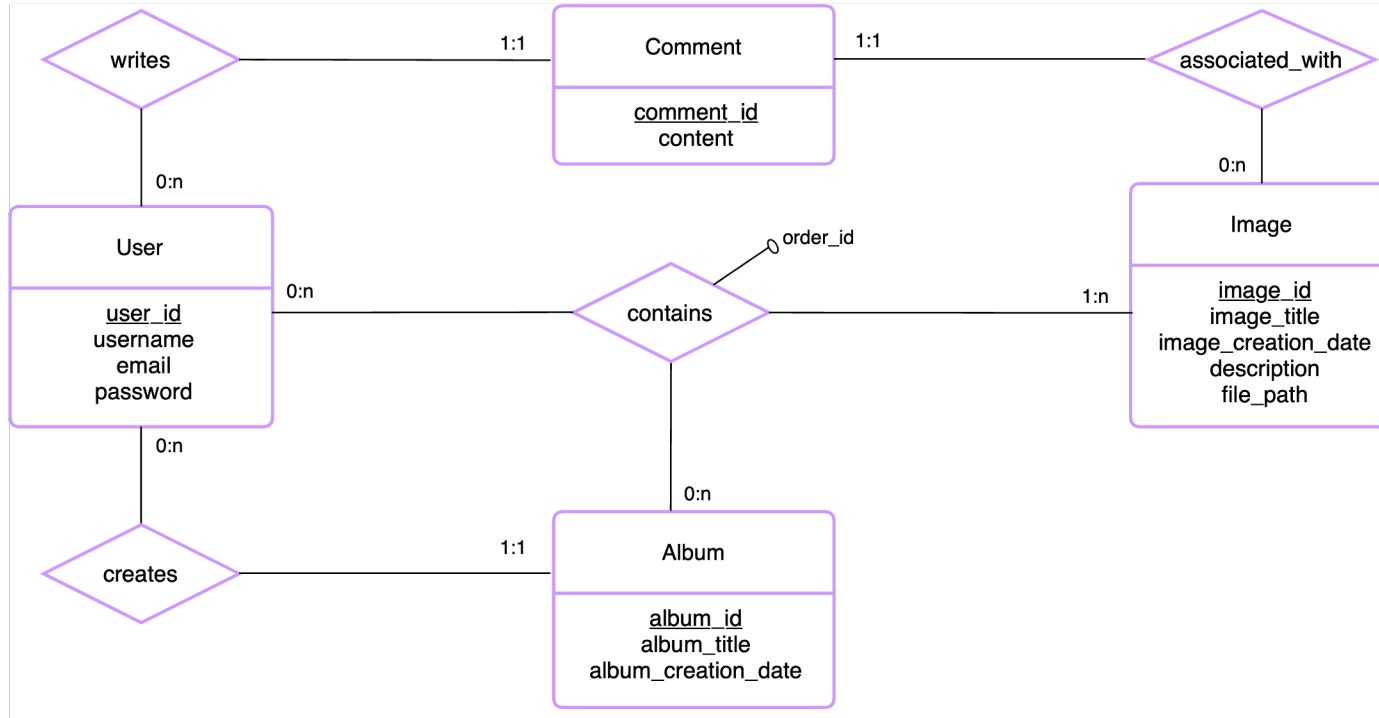 writes
1:1
Comment
1:1
associated_with
comment_id
content
0:n
0:n
User
order_id
Image
0:n
contains
1:n
user_id
username
email
password
image_id
image_title
image_creation_date
description
file_path
0:n
0:n
creates
1:1
Album
album_id
album_title
album_creation_date